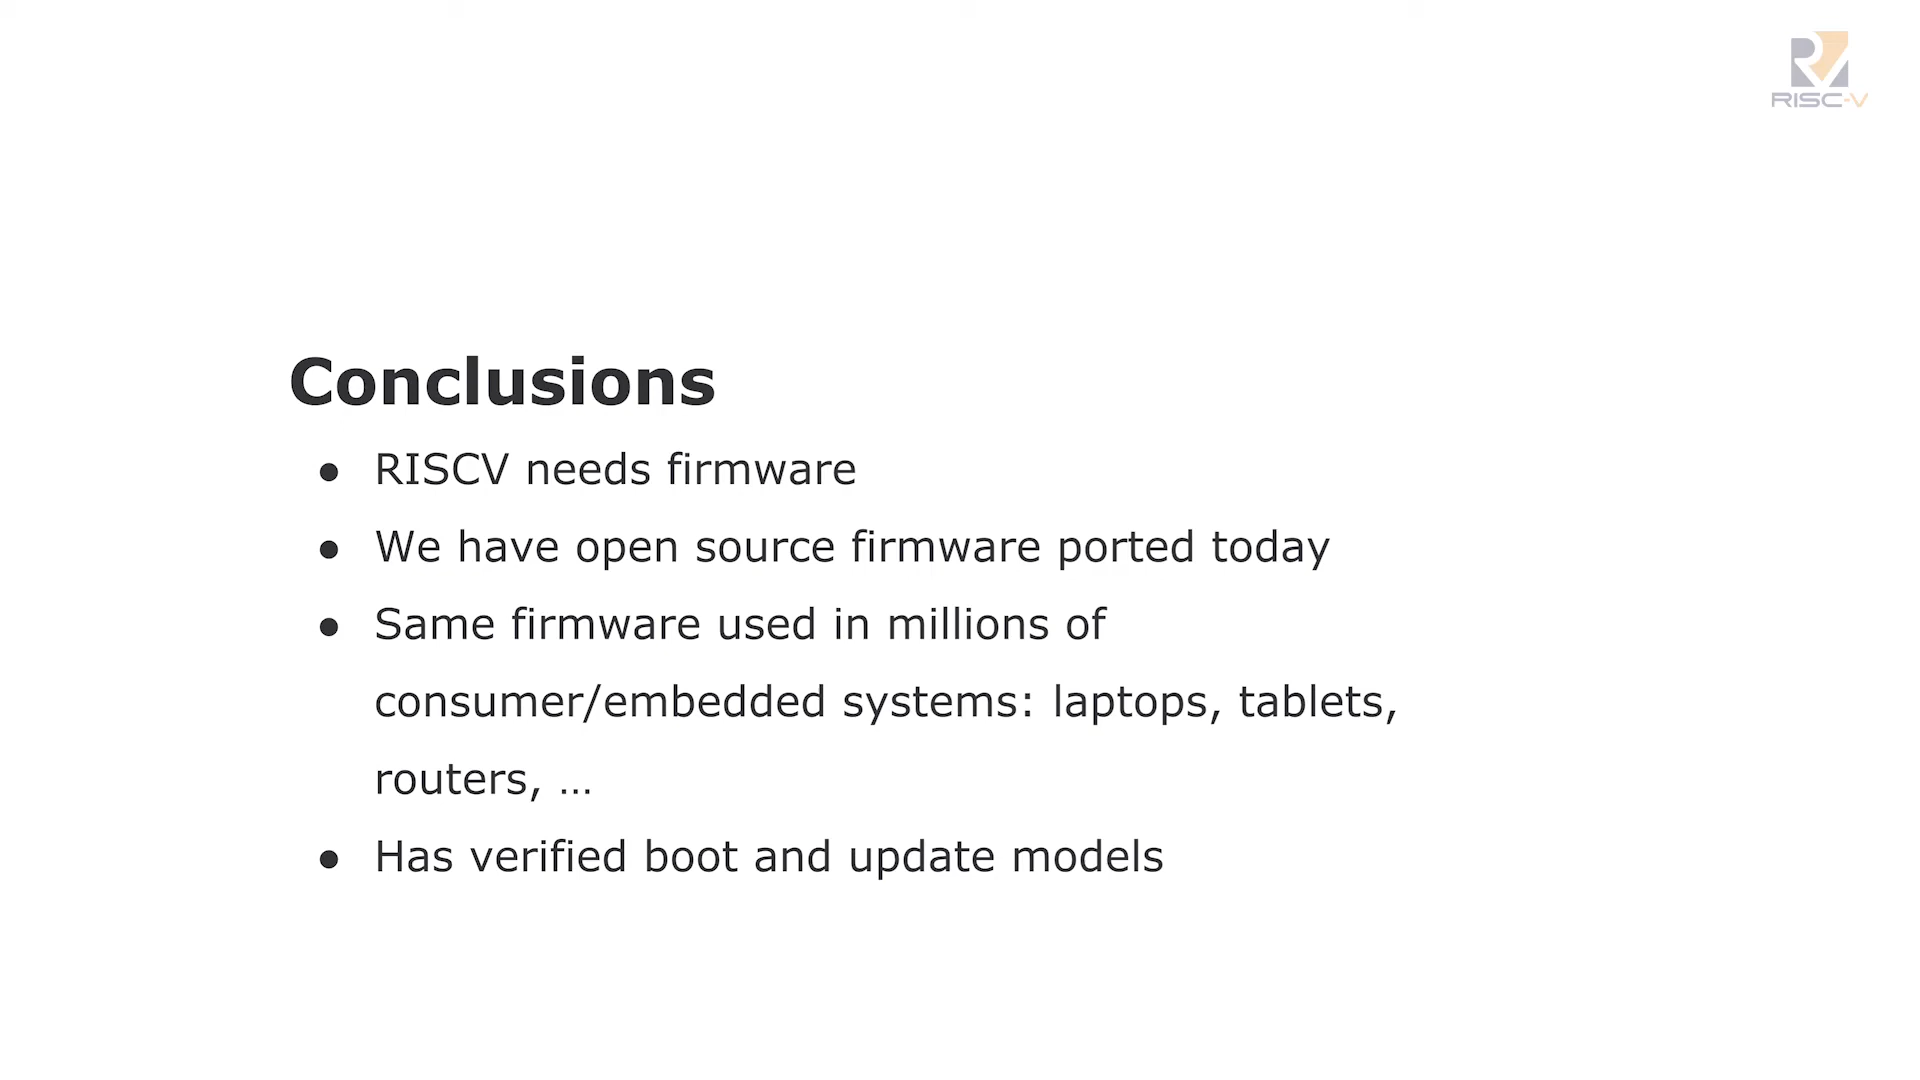 RISC-V
Conclusions
● RISCV needs firmware
● We have open source firmware ported today
● Same firmware used in millions of
consumer/embedded systems: laptops, tablets,
routers, …
● Has verified boot and update models